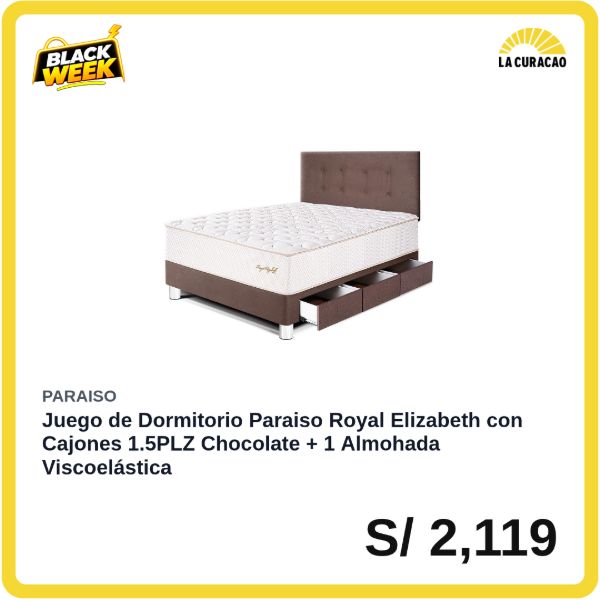 BLACK
WEEK
LA CURACAO
PARAISO
Juego de Dormitorio Paraiso Royal Elizabeth con
Cajones 1.5PLZ Chocolate + 1 Almohada
Viscoelástica
S/ 2,119